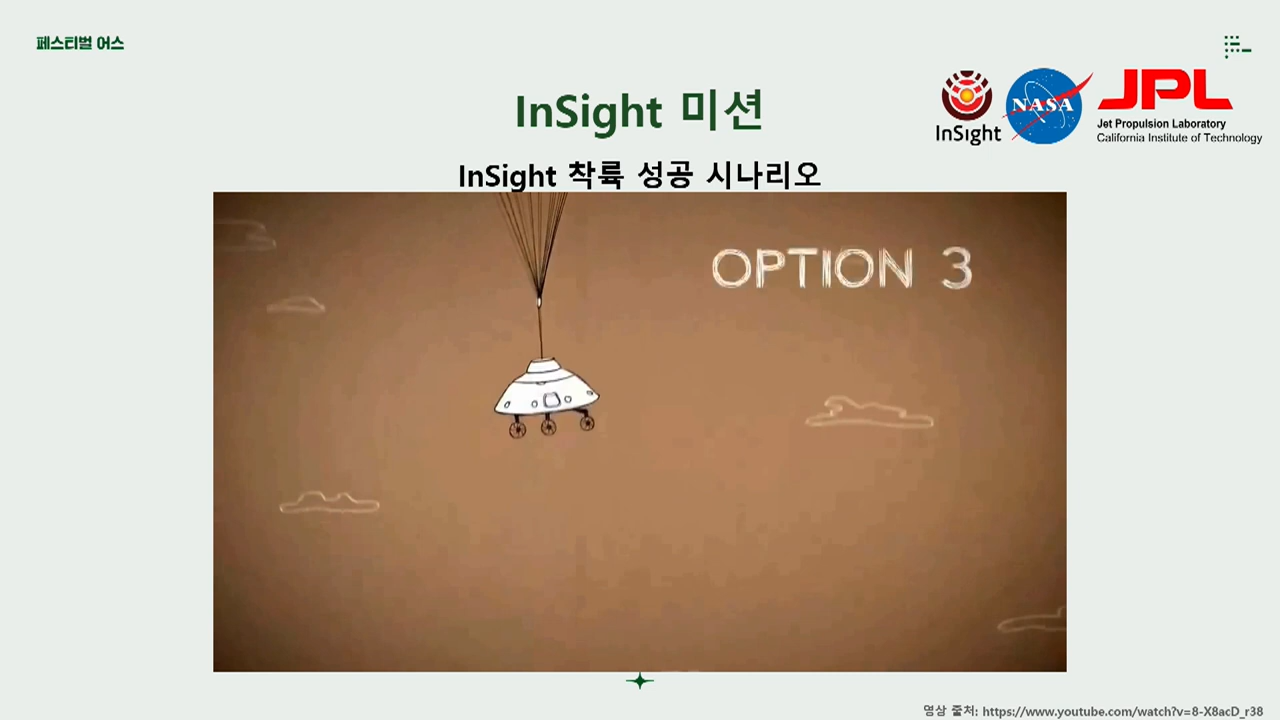 페스티벌 어스
InSight 미션
InSight
NASA
JPL
Jet Propulsion Laboratory
California Institute of Technology
InSight 착륙 성공 시나리오
OPTION 3
영상 출처: https://www.youtube.com/watch?v=8-X8acD_r38